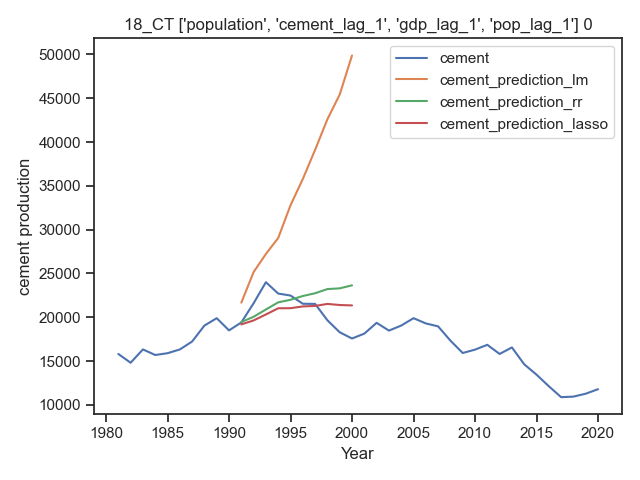 18_CT ['population', 'cement_lag_1', 'gdp_lag_1', 'pop_lag_1'] 0
cement
cement_prediction_lm
cement_prediction_rr
cement_prediction_lasso
cement production
50000
45000
40000
35000
30000
25000
20000
15000
10000
1980 1985 1990 1995 2000 2005 2010 2015 2020
Year